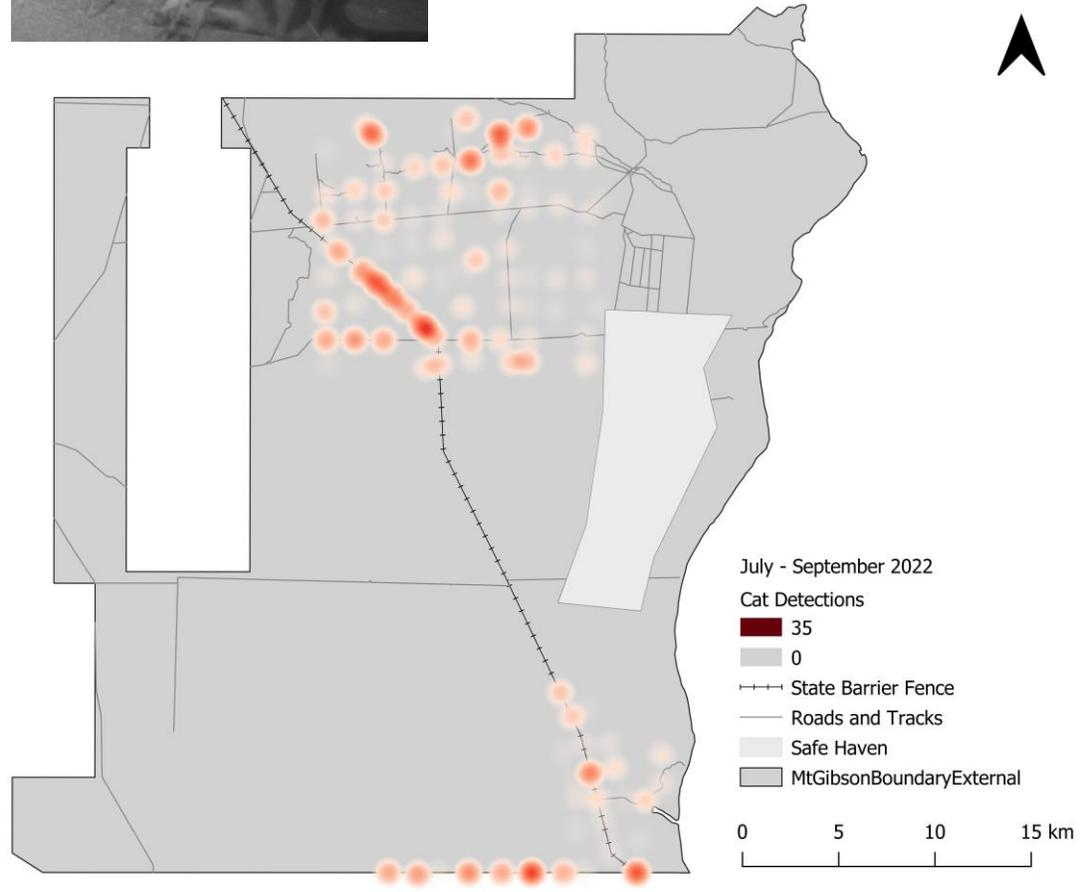 July - September 2022
Cat Detections
35
0
State Barrier Fence
Roads and Tracks
Safe Haven
MtGibsonBoundaryExternal
0 5 10 15 km